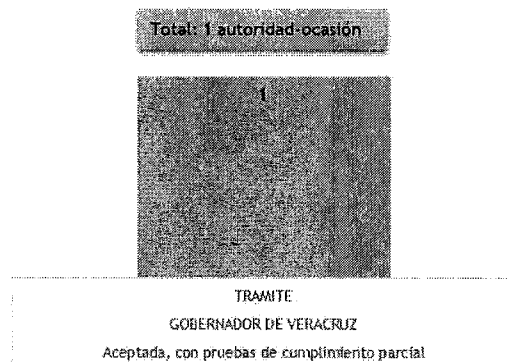 Total: 1 autoridad-ocasión
1
TRAMITE
GOBERNADOR DE VERACRUZ
Aceptada, con pruebas de cumplimiento parcial